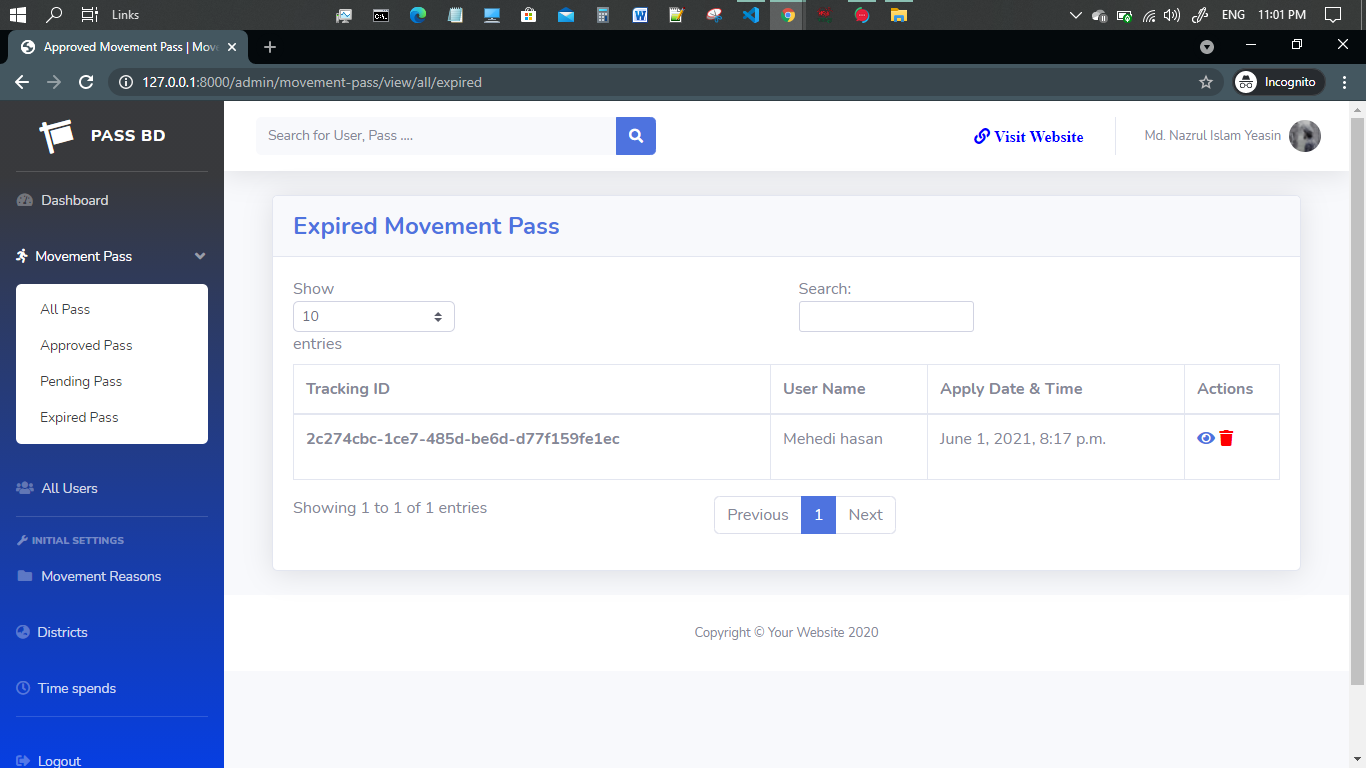 Links
ENG 11:01 PM
Approved Movement Pass | Mov
127.0.0.1:8000/admin/movement-pass/view/all/expired
Incognito
PASS BD
Search for User, Pass ....
Visit Website
Md. Nazrul Islam Yeasin
Dashboard
Movement Pass
All Pass
Approved Pass
Pending Pass
Expired Pass
All Users
INITIAL SETTINGS
Movement Reasons
Districts
Time spends
Logout
Expired Movement Pass
Show
10
entries
Search:
Tracking ID User Name Apply Date & Time Actions
2c274cbc-1ce7-485d-be6d-d77f159fe1ec Mehedi hasan June 1, 2021, 8:17 p.m.
Showing 1 to 1 of 1 entries
Previous 1 Next
Copyright © Your Website 2020